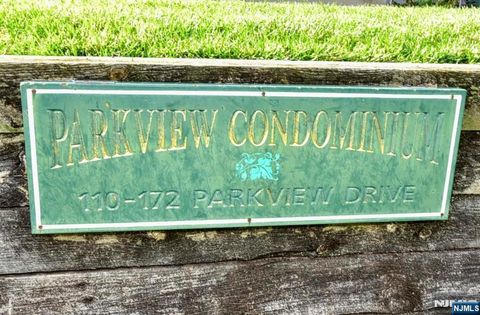 PARKVIEW CONDOMINIUM
110-172 PARKVIEW DRIVE
NJMLS